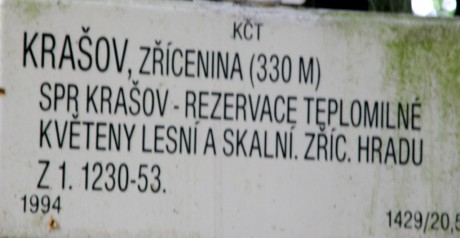 KČT
KRAŠOV, ZŘÍCENINA (330 M)
SPR KRAŠOV - REZERVACE TEPLOMILNÉ
KVĚTENY LESNÍ A SKALNÍ. ZŘÍC. HRADU
Z 1. 1230-53.
1994
1429/20,5